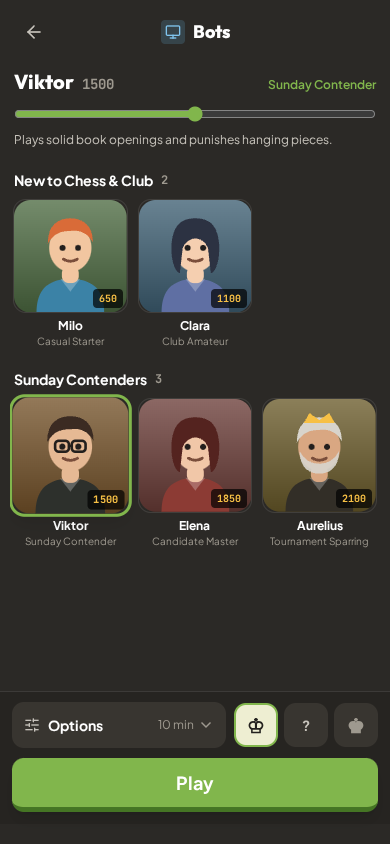 Bots
Viktor 1500
Sunday Contender
Plays solid book openings and punishes hanging pieces.
New to Chess & Club 2
650
1100
Milo
Clara
Casual Starter
Club Amateur
Sunday Contenders 3
1500
1850
2100
Viktor
Elena
Aurelius
Sunday Contender
Candidate Master
Tournament Sparring
Options
10 min
?
Play